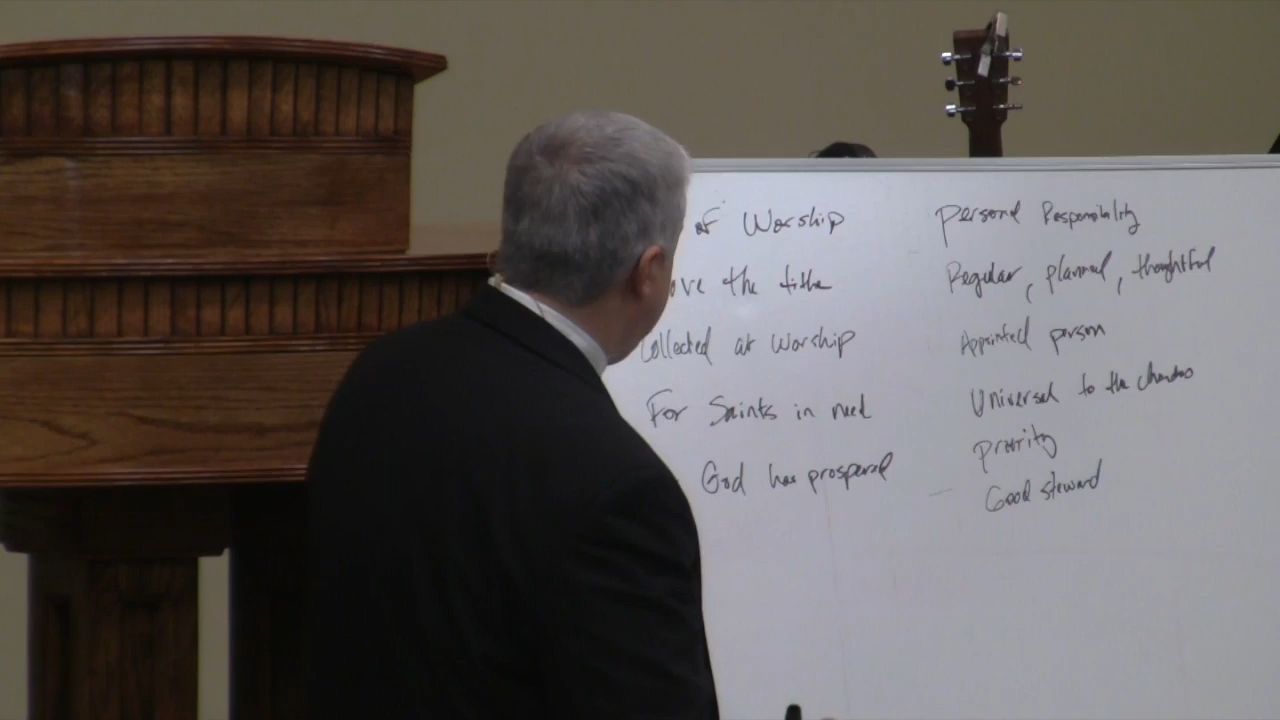 of Worship
the tithe
Collected at Worship
For Saints in need
God has prospered
Personal Responsibility
Regular, planned, thoughtful
Appointed person
Universal to the churches
Priority
Good steward